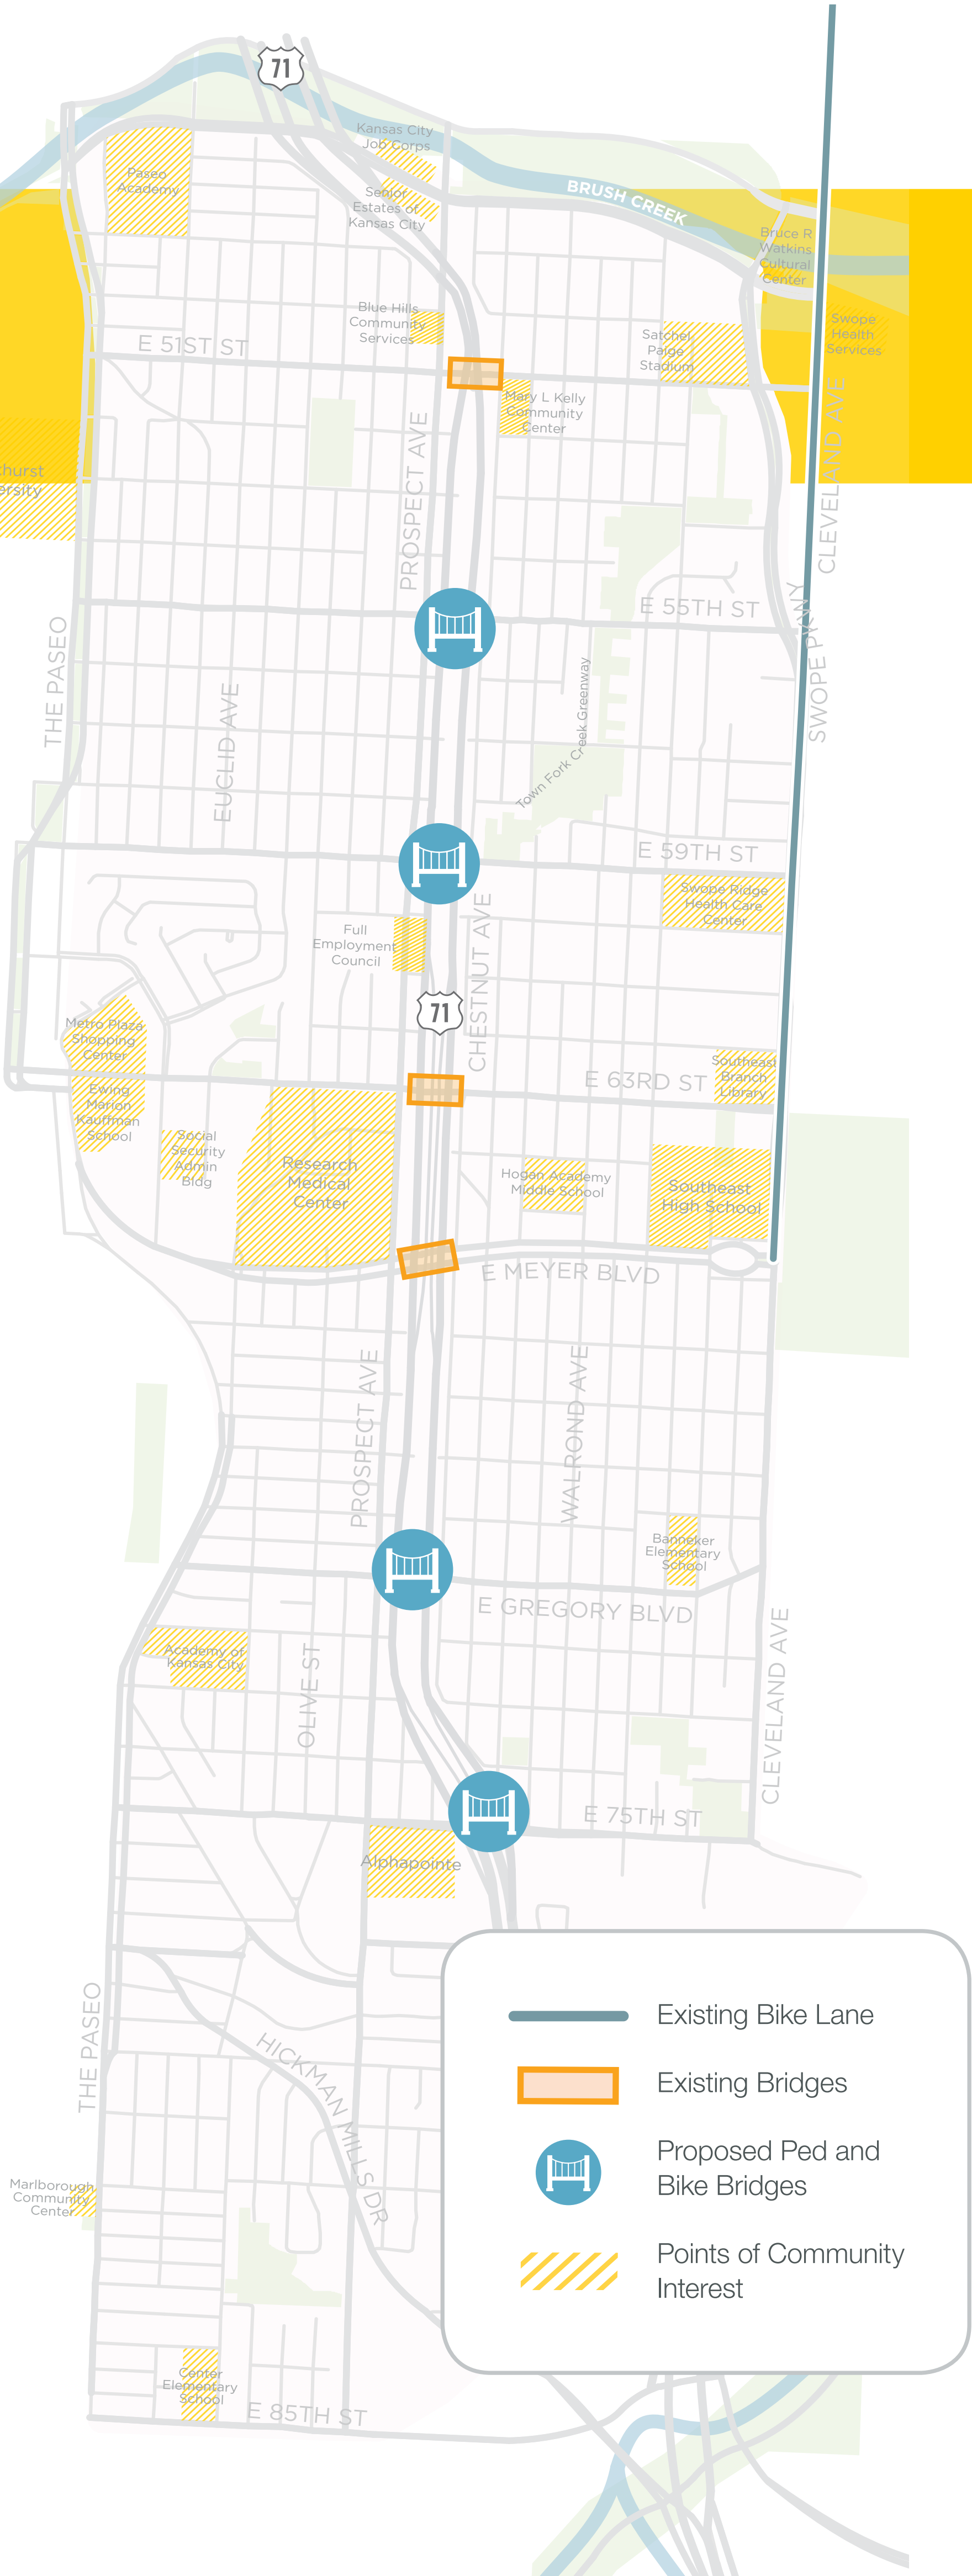 71
Kansas City
Job Corps
Paseo
Academy
Senior
Estates of
Kansas City
BRUSH CREEK
Bruce R
Watkins
Cultural
Center
Blue Hills
Community
Services
Swope
Health
Services
Satchel
Paige
Stadium
E 51ST ST
Mary L Kelly
Community
Center
CLEVELAND AVE
PROSPECT AVE
hurst
ersity
E 55TH ST
SWOPE PKWY
THE PASEO
EUCLID AVE
Town Fork Creek Greenway
E 59TH ST
Swope Ridge
Health Care
Center
Full
Employment
Council
CHESTNUT AVE
71
Metro Plaza
Shopping
Center
Southeast
Branch
Library
E 63RD ST
Ewing
Marion
Kauffman
School
Social
Security
Admin
Bldg
Research
Medical
Center
Hogan Academy
Middle School
Southeast
High School
E MEYER BLVD
PROSPECT AVE
WALROND AVE
Banneker
Elementary
School
E GREGORY BLVD
Academy of
Kansas City
OLIVE ST
CLEVELAND AVE
E 75TH ST
Alphapointe
THE PASEO
HICKMAN MILLS DR
Marlborough
Community
Center
Center
Elementary
School
E 85TH ST
Existing Bike Lane
Existing Bridges
Proposed Ped and
Bike Bridges
Points of Community
Interest